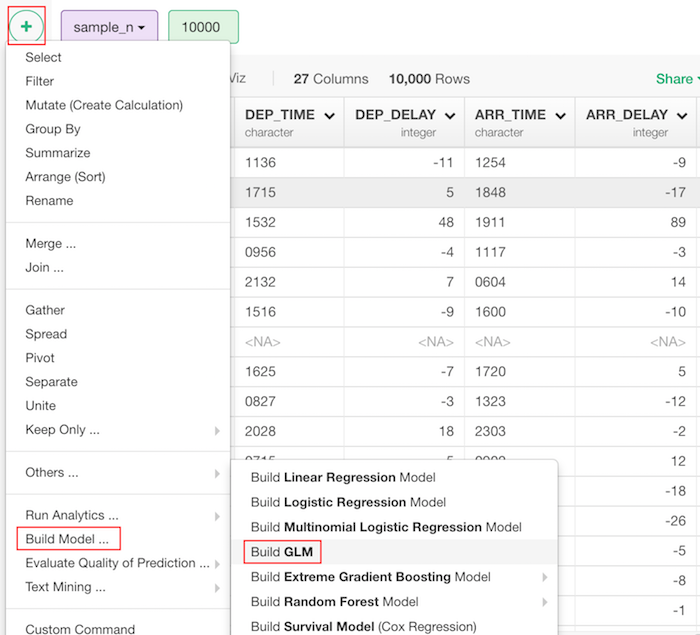 + sample_n 10000
Viz 27 Columns 10,000 Rows Share
DEP_TIME DEP_DELAY ARR_TIME ARR_DELAY
character integer character integer
1136 -11 1254 -9
1715 5 1848 -17
1532 48 1911 89
0956 -4 1117 -3
2132 7 0604 14
1516 -9 1600 -10
<NA> <NA> <NA> <NA>
1625 -7 1720 5
0827 -3 1323 -12
2028 18 2303 -2
12
-18
-26
-5
-8
-1
Select
Filter
Mutate (Create Calculation)
Group By
Summarize
Arrange (Sort)
Rename
Merge ...
Join ...
Gather
Spread
Pivot
Separate
Unite
Keep Only ...
Others ...
Run Analytics ...
Build Model ...
Evaluate Quality of Prediction ...
Text Mining ...
Custom Command
Build Linear Regression Model
Build Logistic Regression Model
Build Multinomial Logistic Regression Model
Build GLM
Build Extreme Gradient Boosting Model
Build Random Forest Model
Build Survival Model (Cox Regression)